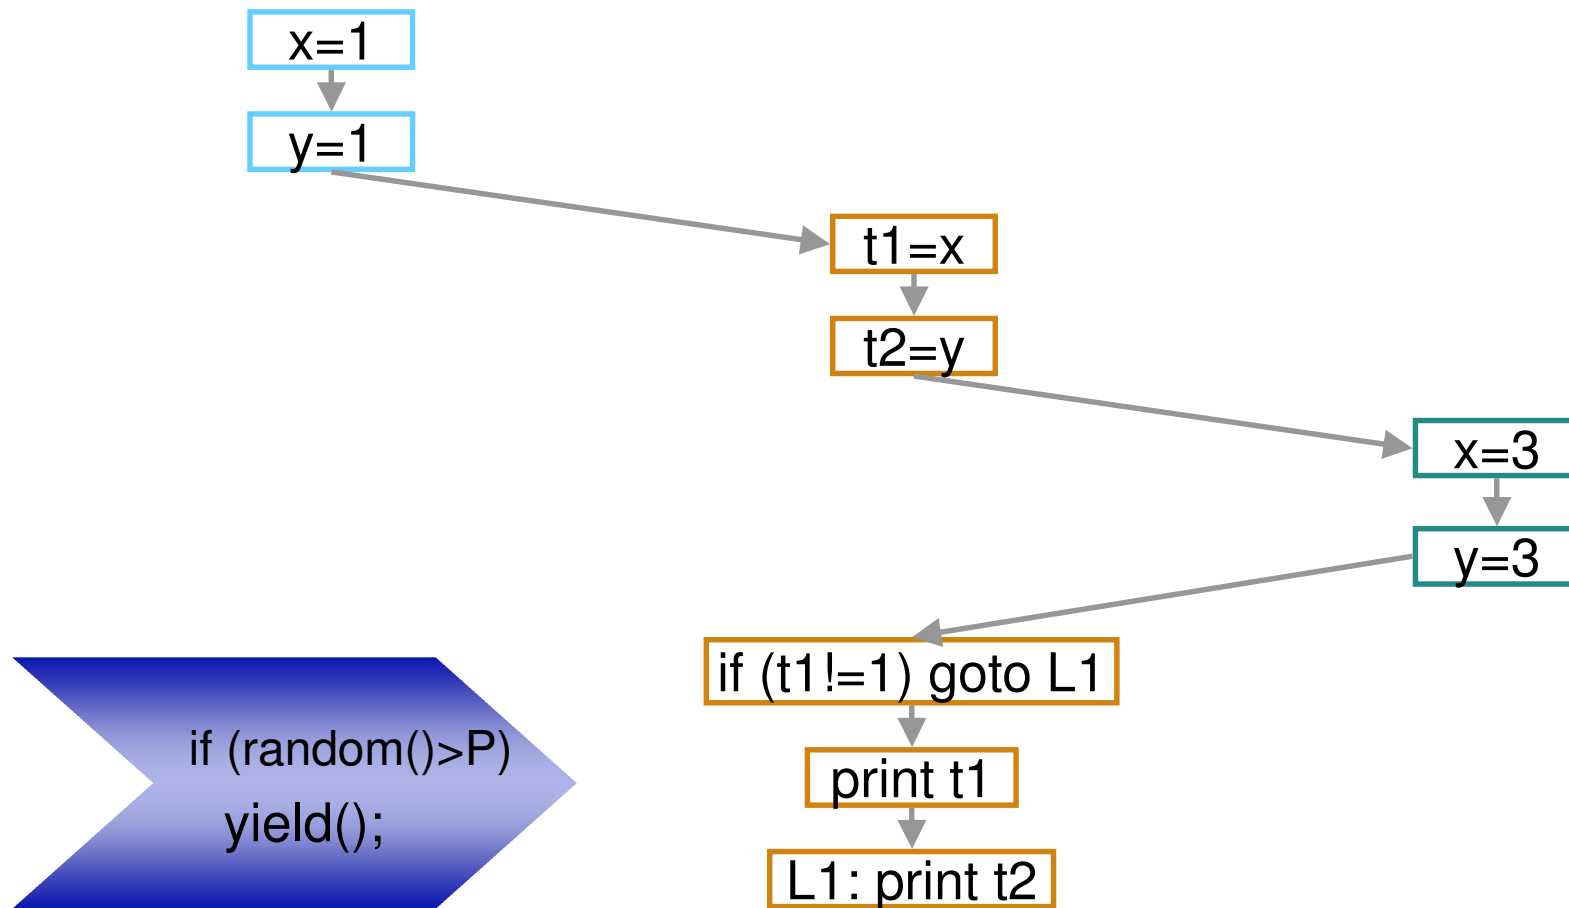 x=1
y=1
t1=x
t2=y
x=3
y=3
if (t1!=1) goto L1
print t1
L1: print t2
if (random()>P)
yield();